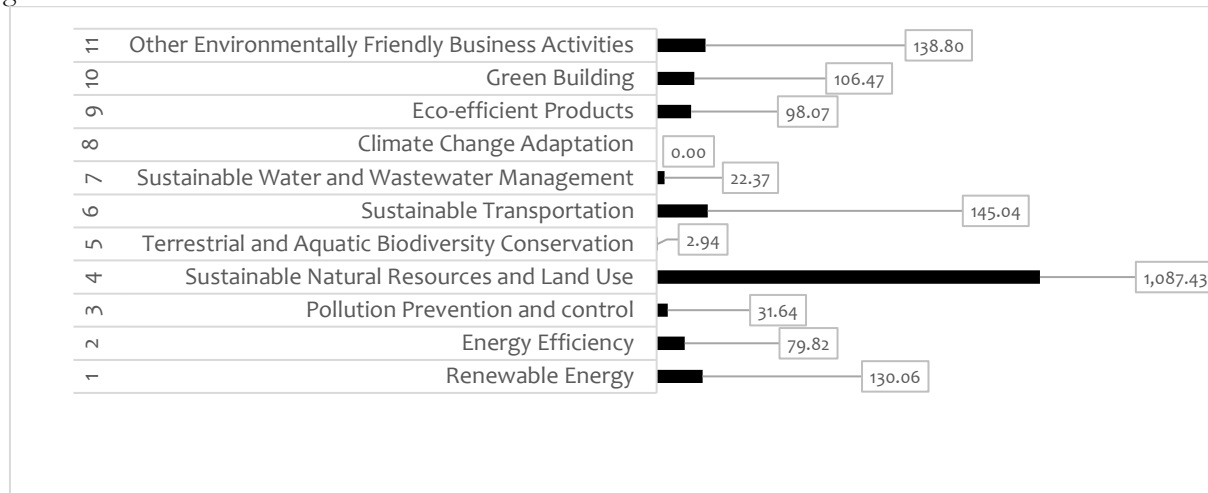 11 Other Environmentally Friendly Business Activities 138.80
10 Green Building 106.47
9 Eco-efficient Products 98.07
8 Climate Change Adaptation 0.00
7 Sustainable Water and Wastewater Management 22.37
6 Sustainable Transportation 145.04
5 Terrestrial and Aquatic Biodiversity Conservation 2.94
4 Sustainable Natural Resources and Land Use 1,087.43
3 Pollution Prevention and control 31.64
2 Energy Efficiency 79.82
1 Renewable Energy 130.06